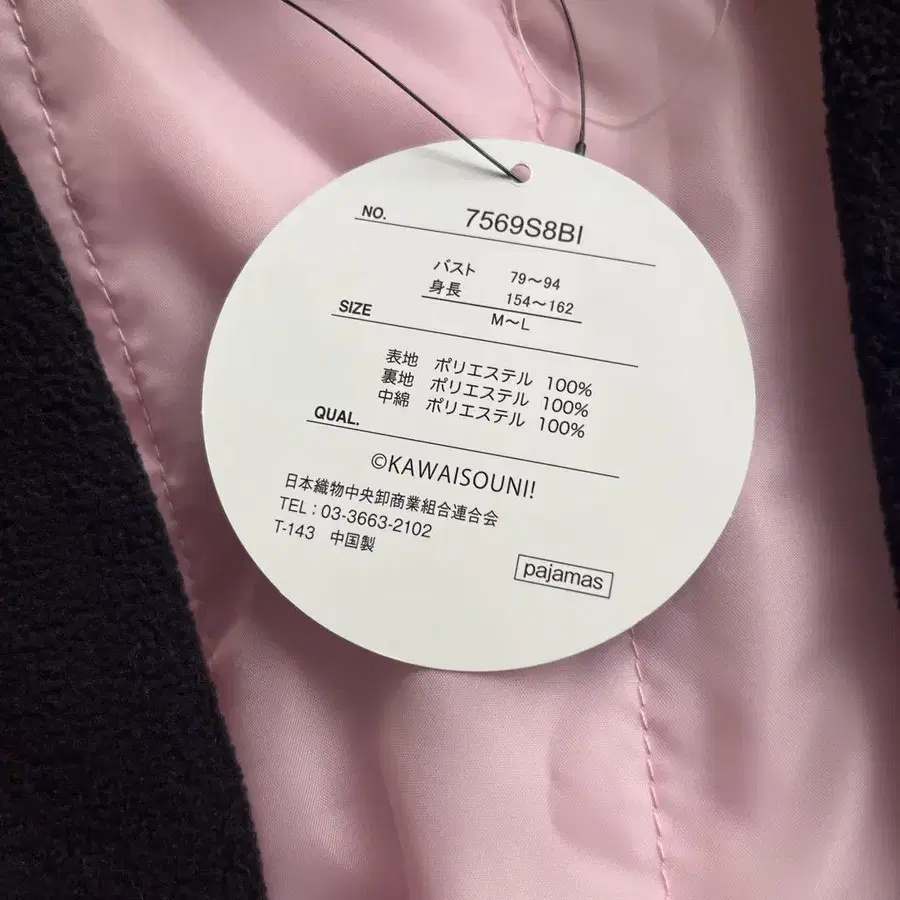 NO. 7569S8BI
バスト 79～94
身長 154～162
SIZE M～L
表地 ポリエステル 100%
裏地 ポリエステル 100%
中綿 ポリエステル 100%
QUAL.
©KAWAISOUNI!
日本織物中央卸商業組合連合会
TEL：03-3663-2102
T-143 中国製
pajamas